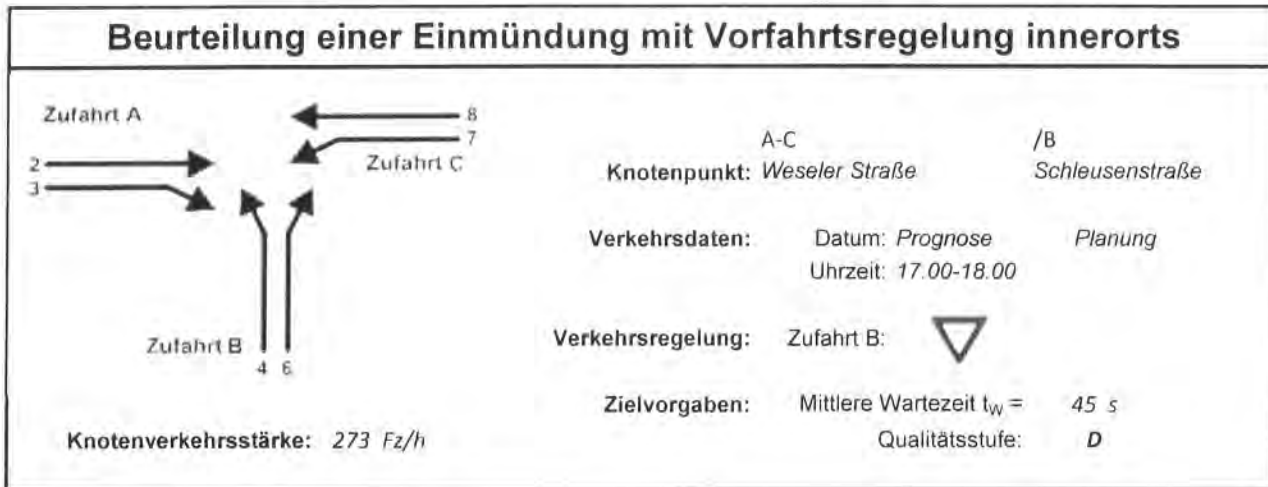 Beurteilung einer Einmündung mit Vorfahrtsregelung innerorts
Zufahrt A
8
7
2
Zufahrt C
3
Zufahrt B
4 6
Knotenverkehrsstärke: 273 Fz/h
A-C /B
Knotenpunkt: Weseler Straße Schleusenstraße
Verkehrsdaten: Datum: Prognose Planung
Uhrzeit: 17.00-18.00
Verkehrsregelung: Zufahrt B:
Zielvorgaben: Mittlere Wartezeit tW = 45 s
Qualitätsstufe: D